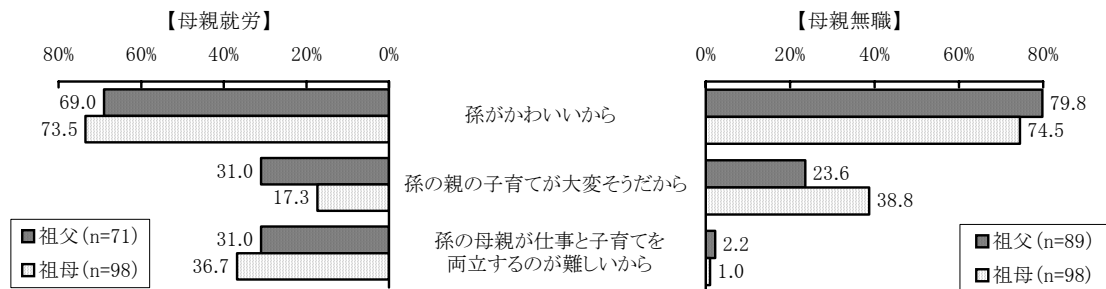 【母親就労】
【母親無職】
80% 60% 40% 20% 0%
0% 20% 40% 60% 80%
69.0
73.5
孫がかわいいから
79.8
74.5
31.0
17.3
孫の親の子育てが大変そうだから
23.6
38.8
31.0
36.7
孫の母親が仕事と子育てを
両立するのが難しいから
2.2
1.0
祖父(n=71)
祖母(n=98)
祖父(n=89)
祖母(n=98)